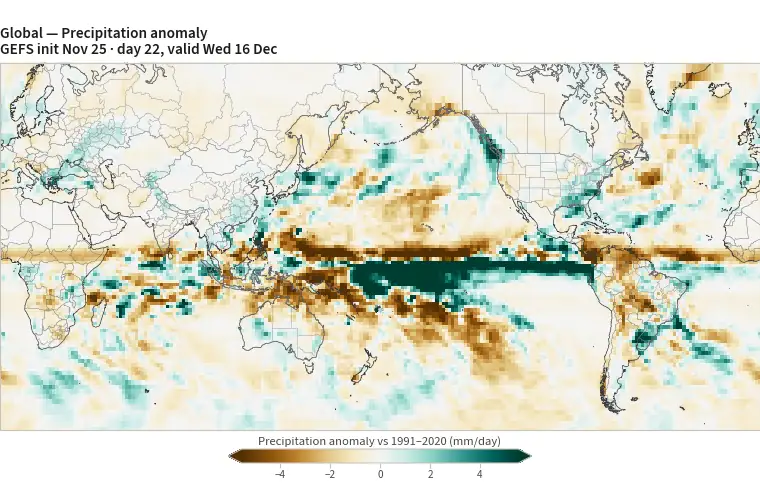 Global — Precipitation anomaly
GEFS init Nov 25 · day 22, valid Wed 16 Dec
Precipitation anomaly vs 1991–2020 (mm/day)
−4 −2 0 2 4